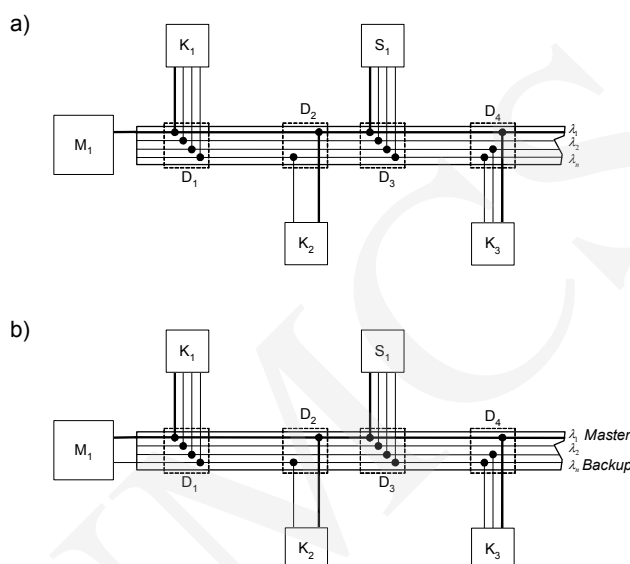 a)
K₁
S₁
D₂
D₄
M₁
λ₁
λ₂
λₙ
D₁
D₃
K₂
K₃
b)
K₁
S₁
D₂
D₄
M₁
λ₁ Master
λ₂
λₙ Backup
D₁
D₃
K₂
K₃